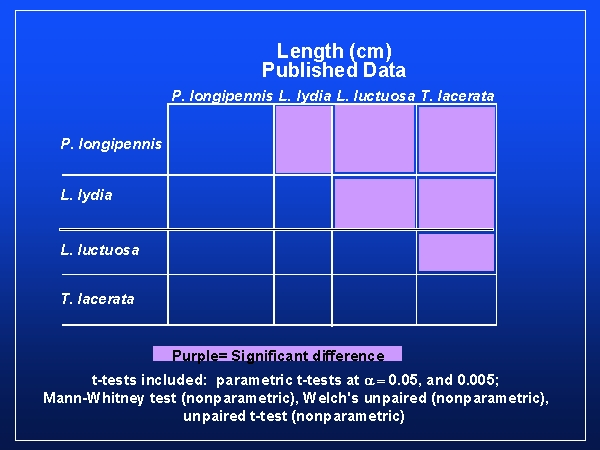 Length (cm)
Published Data
P. longipennis L. lydia L. luctuosa T. lacerata
P. longipennis
L. lydia
L. luctuosa
T. lacerata
Purple= Significant difference
t-tests included:  parametric t-tests at α = 0.05, and 0.005;
Mann-Whitney test (nonparametric), Welch's unpaired (nonparametric),
unpaired t-test (nonparametric)